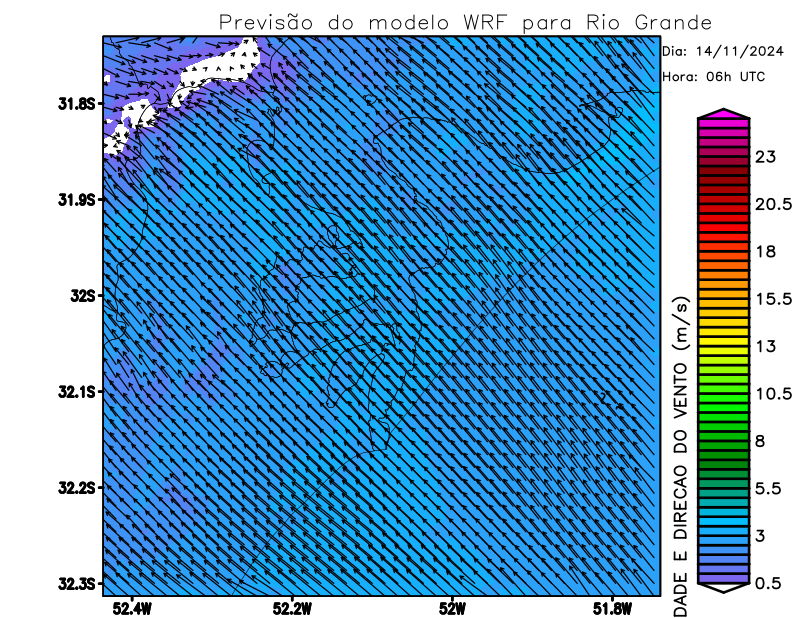 Previsão do modelo WRF para Rio Grande
Dia: 14/11/2024
Hora: 06h UTC
31.8S
31.9S
32S
32.1S
32.2S
32.3S
52.4W
52.2W
52W
51.8W
23
20.5
18
15.5
13
10.5
8
5.5
3
0.5
DADE E DIRECAO DO VENTO (m/s)